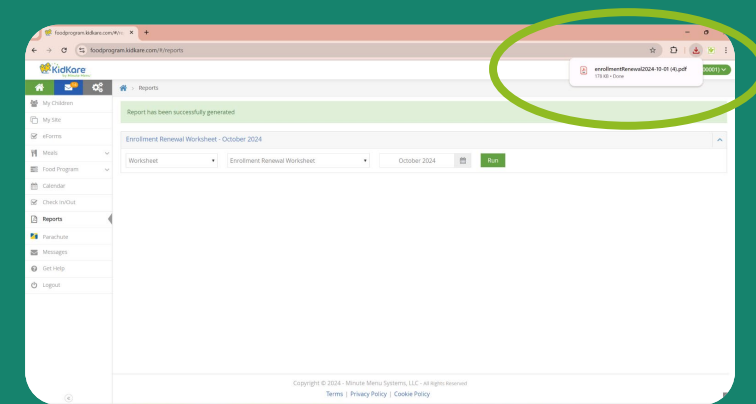 foodprogram.kidkare.com/#/re
foodprogram.kidkare.com/#/reports
enrollmentRenewal2024-10-01 (4).pdf
178 KB • Done
00001)
KidKare
Reports
My Children
My Site
eForms
Meals
Food Program
Calendar
Check In/Out
Reports
Parachute
Messages
Get Help
Logout
Report has been successfully generated
Enrollment Renewal Worksheet - October 2024
Worksheet
Enrollment Renewal Worksheet
October 2024
Run
Copyright © 2024 - Minute Menu Systems, LLC - All Rights Reserved
Terms | Privacy Policy | Cookie Policy